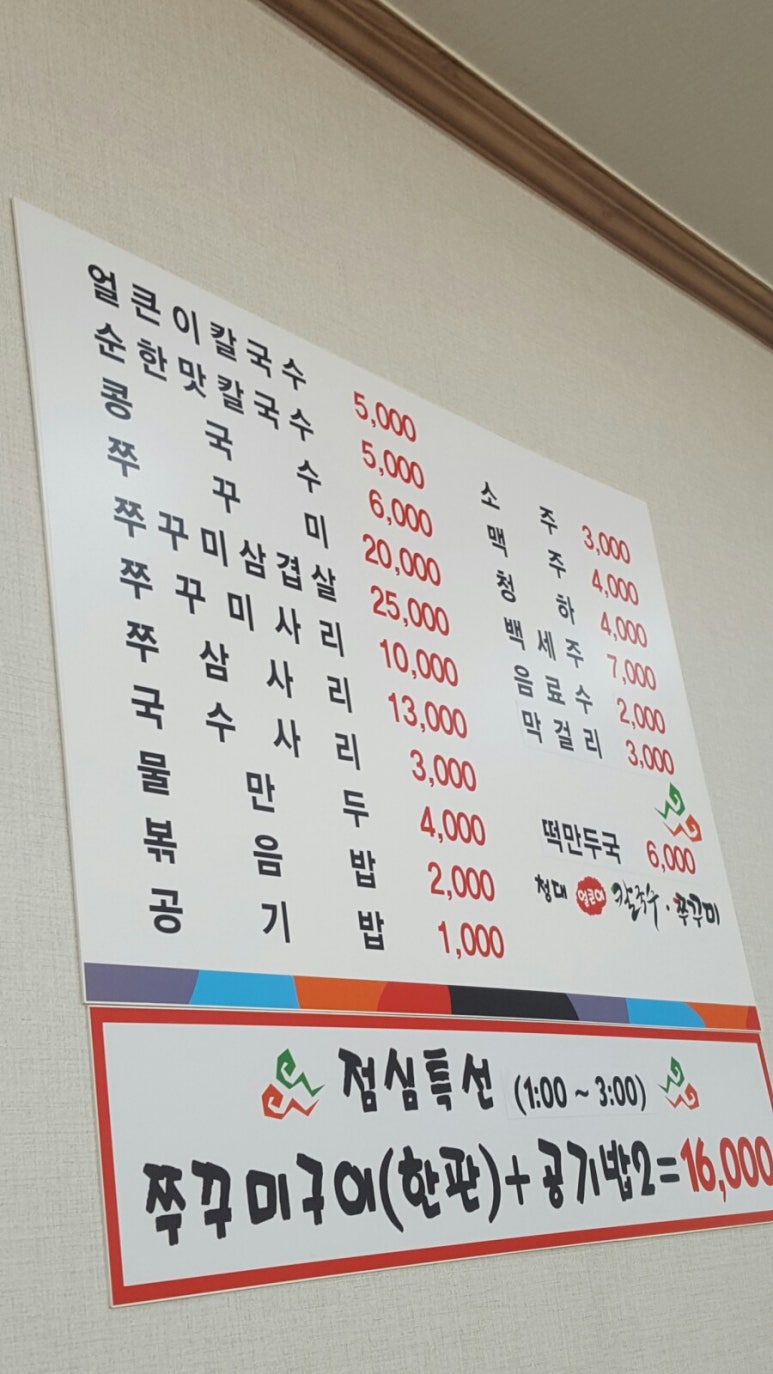 얼큰이칼국수 5,000
순한맛칼국수 5,000
콩국수 6,000
쭈꾸미 20,000
쭈꾸미삼겹살 25,000
쭈꾸미사리 10,000
쭈삼사리 13,000
국수사리 3,000
물만두 4,000
볶음밥 2,000
공기밥 1,000
소주 3,000
맥주 4,000
청하 4,000
백세주 7,000
음료수 2,000
막걸리 3,000
떡만두국 6,000
청대 얼큰이 칼국수·쭈꾸미
점심특선 (1:00 ~ 3:00)
쭈꾸미구이(한판)+공기밥2=16,000